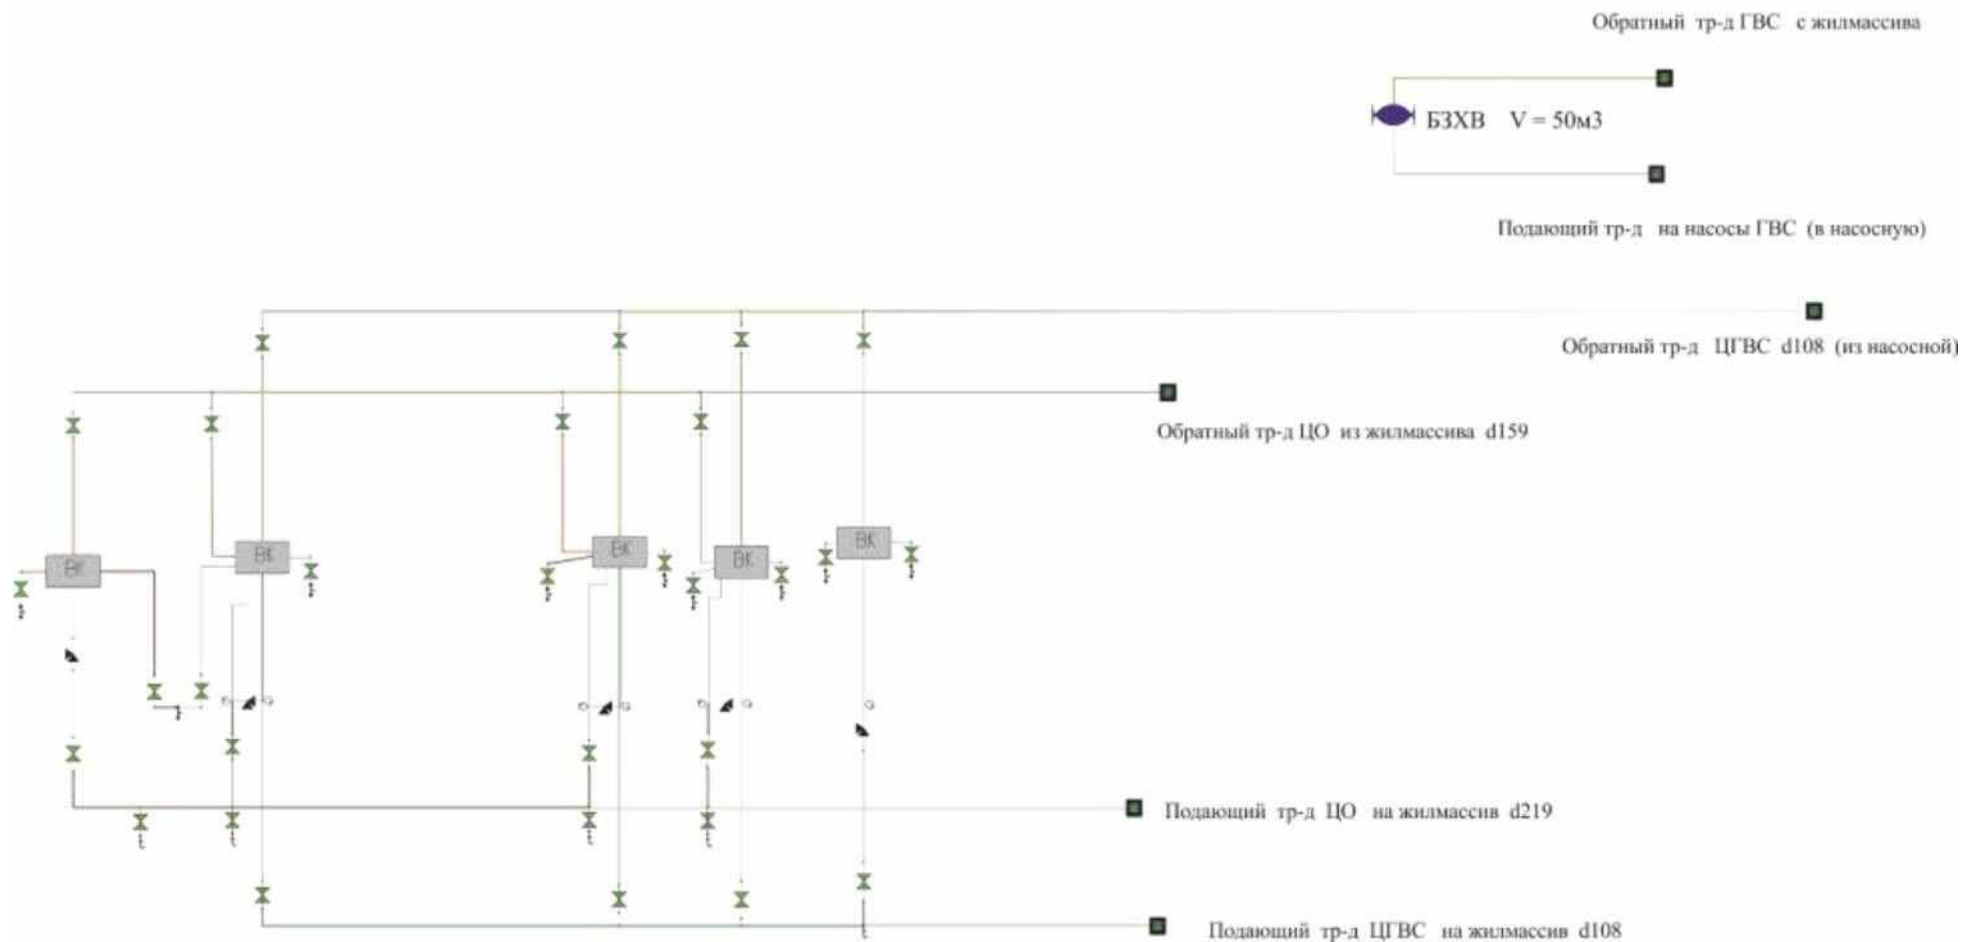 Обратный тр-д ГВС с жилмассива
БЗХВ V = 50м3
Подающий тр-д на насосы ГВС (в насосную)
Обратный тр-д ЦГВС d108 (из насосной)
Обратный тр-д ЦО из жилмассива d159
ВК
ВК
ВК
ВК
ВК
Подающий тр-д ЦО на жилмассив d219
Подающий тр-д ЦГВС на жилмассив d108